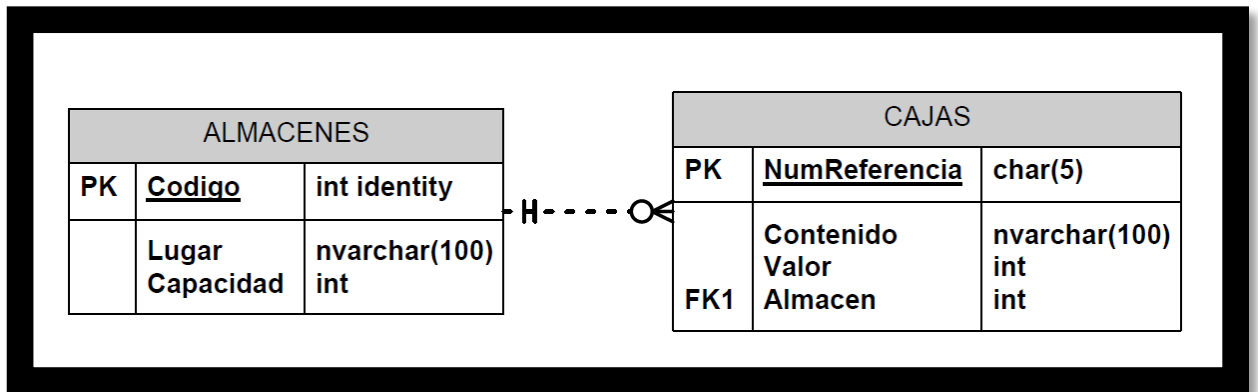 ALMACENES
PK Codigo int identity
Lugar nvarchar(100)
Capacidad int
CAJAS
PK NumReferencia char(5)
Contenido nvarchar(100)
Valor int
FK1 Almacen int